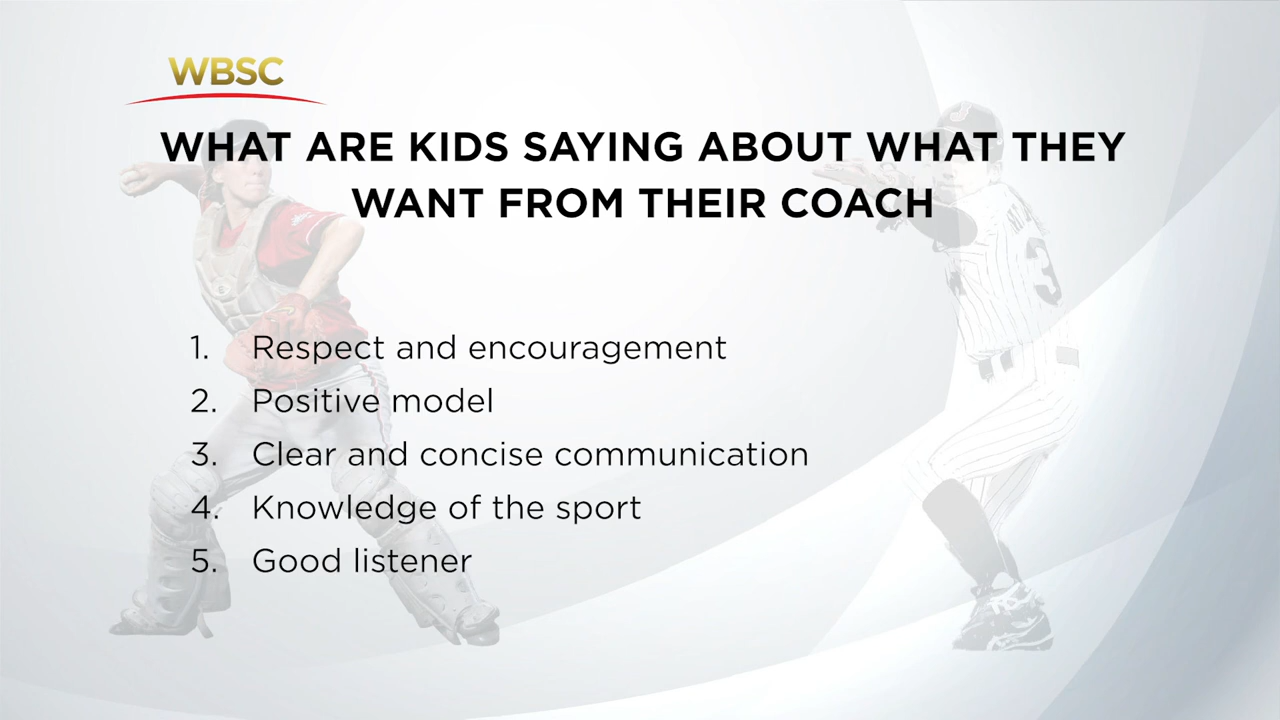 WBSC
WHAT ARE KIDS SAYING ABOUT WHAT THEY
WANT FROM THEIR COACH
1. Respect and encouragement
2. Positive model
3. Clear and concise communication
4. Knowledge of the sport
5. Good listener
J
3